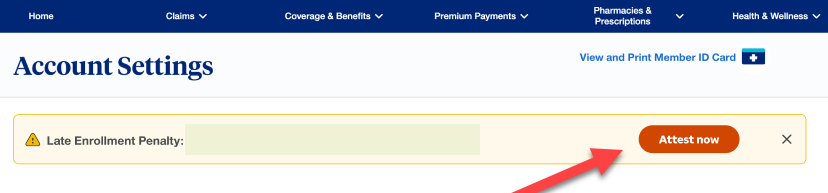 Home
Claims
Coverage & Benefits
Premium Payments
Pharmacies &
Prescriptions
Health & Wellness
Account Settings
View and Print Member ID Card
Late Enrollment Penalty:
Attest now